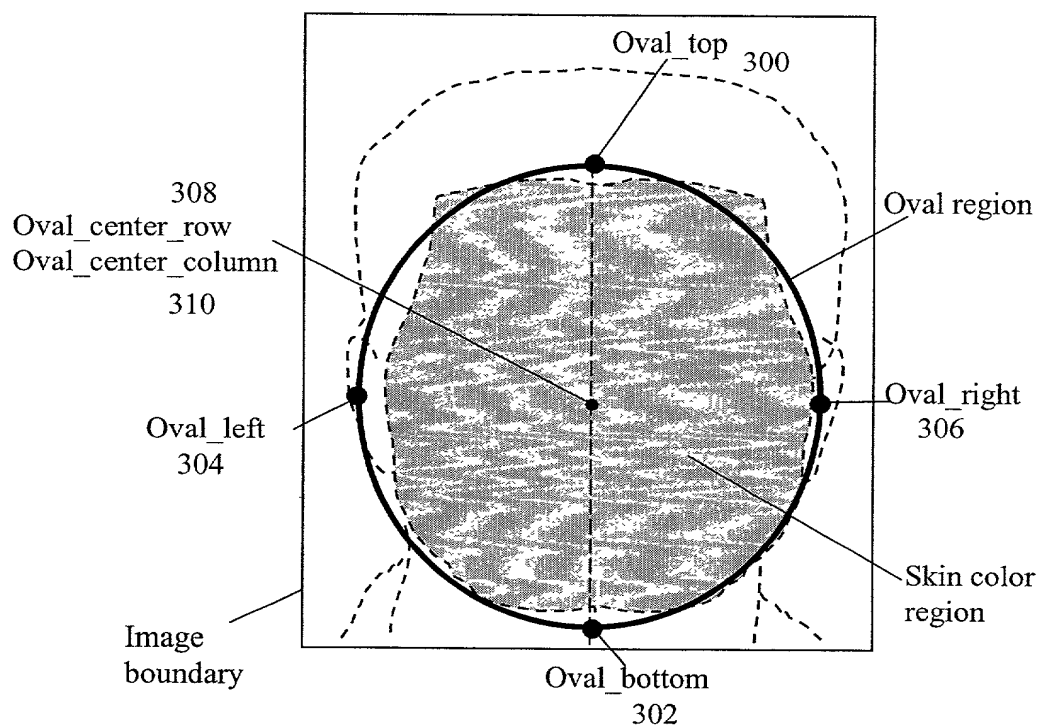 Oval_top
300
308
Oval_center_row
Oval_center_column
310
Oval region
Oval_left
304
Oval_right
306
Skin color
region
Image
boundary
Oval_bottom
302